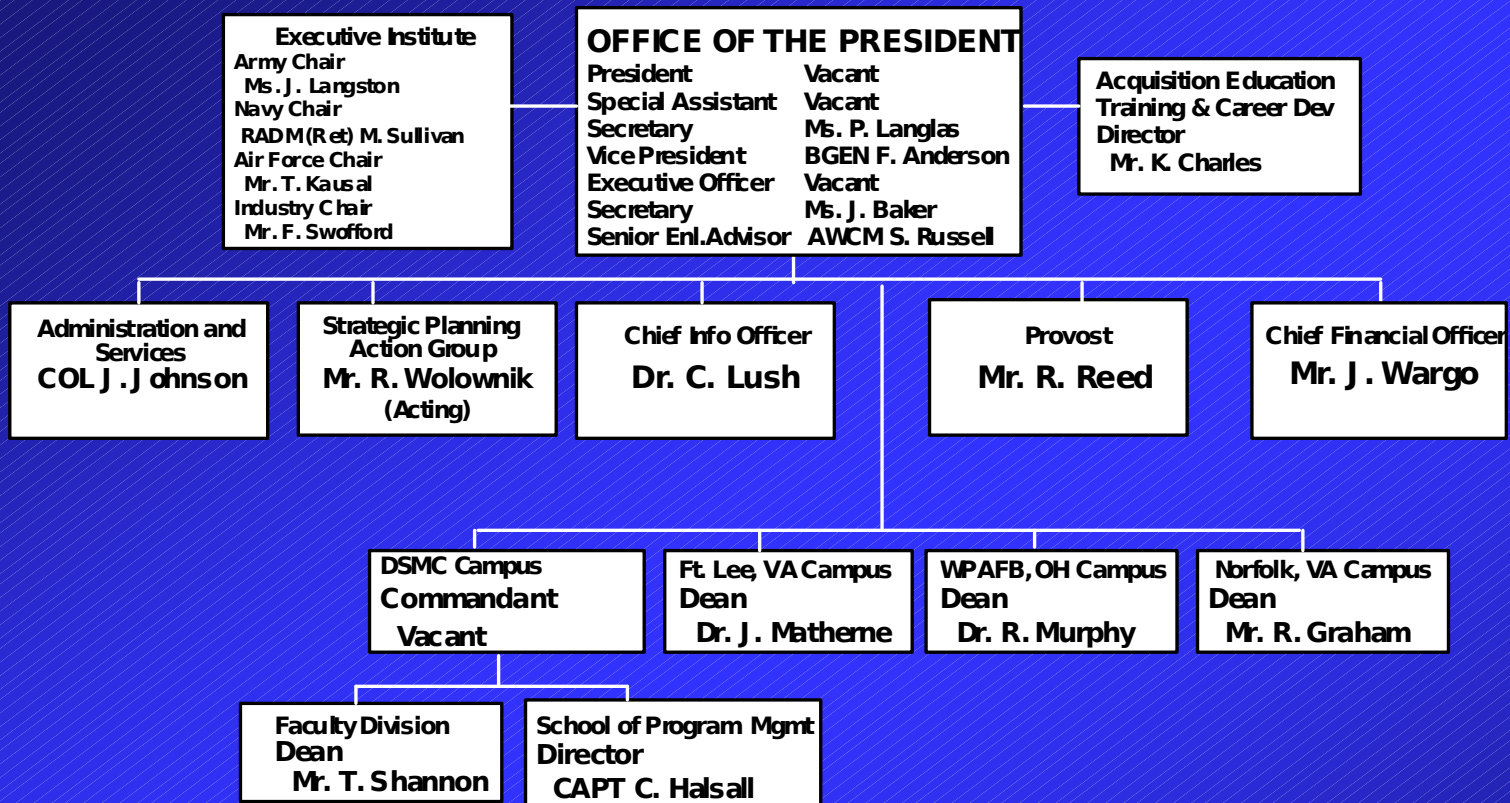 Executive Institute
Army Chair
Ms. J. Langston
Navy Chair
RADM(Ret) M. Sullivan
Air Force Chair
Mr. T. Kausal
Industry Chair
Mr. F. Swofford
OFFICE OF THE PRESIDENT
President Vacant
Special Assistant Vacant
Secretary Ms. P. Langlas
Vice President BGEN F. Anderson
Executive Officer Vacant
Secretary Ms. J. Baker
Senior Enl.Advisor AWCM S. Russell
Acquisition Education
Training & Career Dev
Director
Mr. K. Charles
Administration and
Services
COL J. Johnson
Strategic Planning
Action Group
Mr. R. Wolownik
(Acting)
Chief Info Officer
Dr. C. Lush
Provost
Mr. R. Reed
Chief Financial Officer
Mr. J. Wargo
DSMC Campus
Commandant
Vacant
Ft. Lee, VA Campus
Dean
Dr. J. Matherne
WPAFB, OH Campus
Dean
Dr. R. Murphy
Norfolk, VA Campus
Dean
Mr. R. Graham
Faculty Division
Dean
Mr. T. Shannon
School of Program Mgmt
Director
CAPT C. Halsall